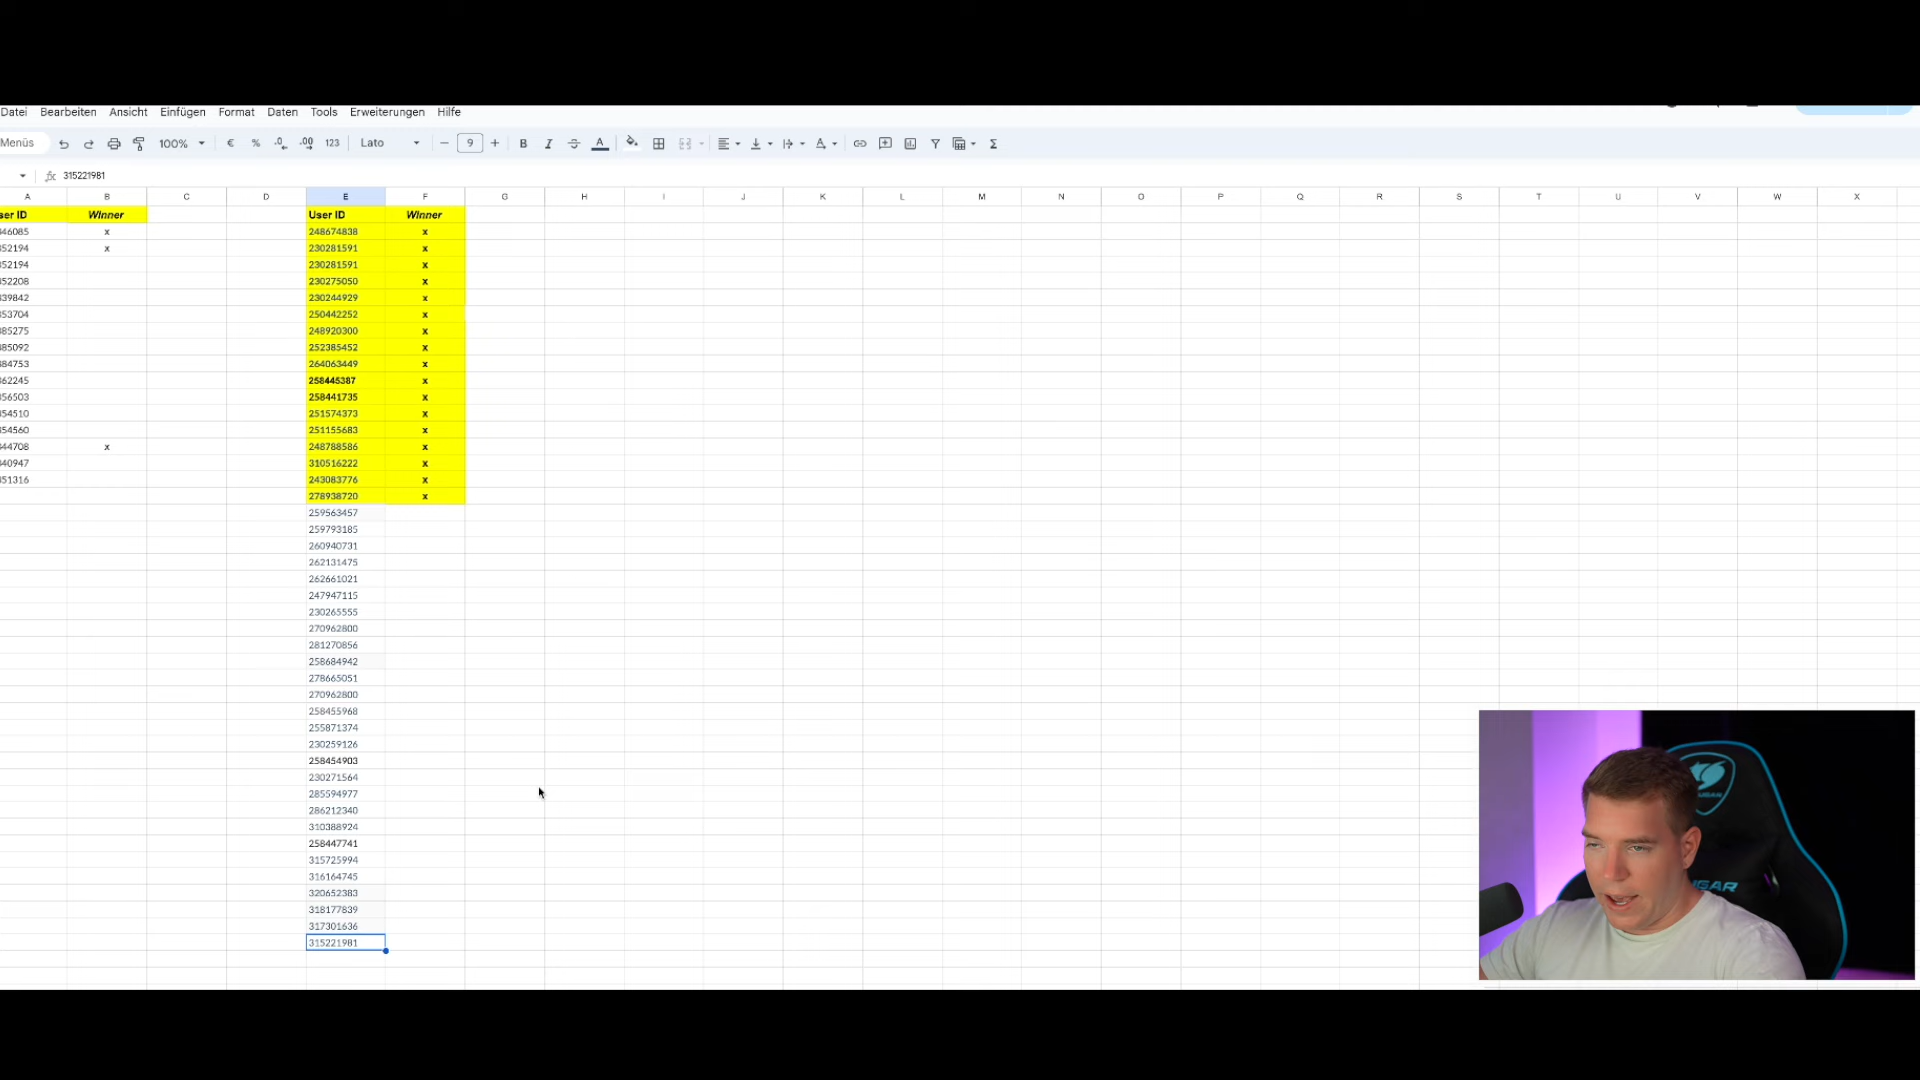 Datei Bearbeiten Ansicht Einfügen Format Daten Tools Erweiterungen Hilfe
Menüs 100% € % .0 .00 123 Lato 9 B I A Σ
fx 315221981
A B C D E F G H I J K L M N O P Q R S T U V W X
ser ID Winner User ID Winner
46085 x 248674838 x
52194 x 230281591 x
52194 230281591 x
52208 230275050 x
39842 230244929 x
53704 250442252 x
85275 248920300 x
85092 252385452 x
84753 264063449 x
62245 258445387 x
56503 258441735 x
54510 251574373 x
54560 251155683 x
44708 x 248788586 x
40947 310516222 x
51316 243083776 x
278938720 x
259563457
259793185
260940731
262131475
262661021
247947115
230265555
270962800
281270856
258684942
278665051
270962800
258455968
255871374
230259126
258454903
230271564
285594977
286212340
310388924
258447741
315725994
316164745
320652383
318177839
317301636
315221981